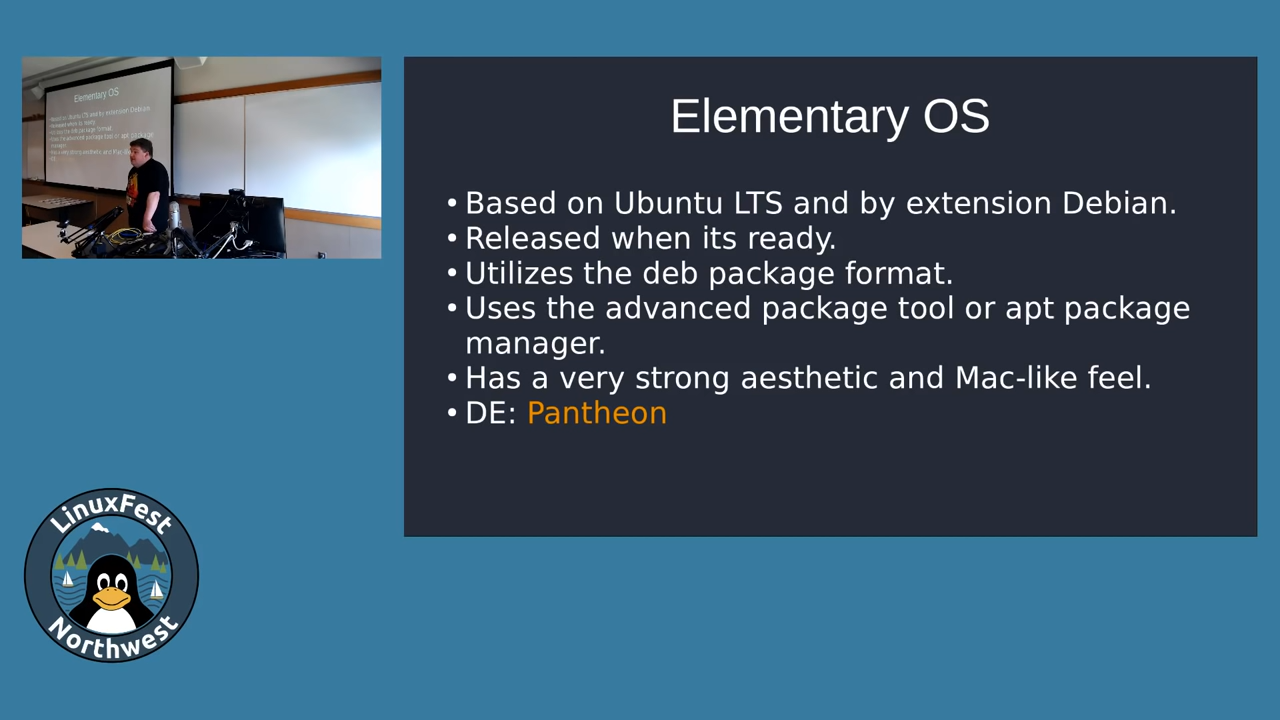 Elementary OS
• Based on Ubuntu LTS and by extension Debian.
• Released when its ready.
• Utilizes the deb package format.
• Uses the advanced package tool or apt package
manager.
• Has a very strong aesthetic and Mac-like feel.
• DE: Pantheon
Elementary OS
LinuxFest
Northwest